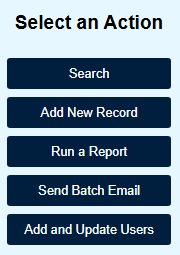 Select an Action
Search
Add New Record
Run a Report
Send Batch Email
Add and Update Users